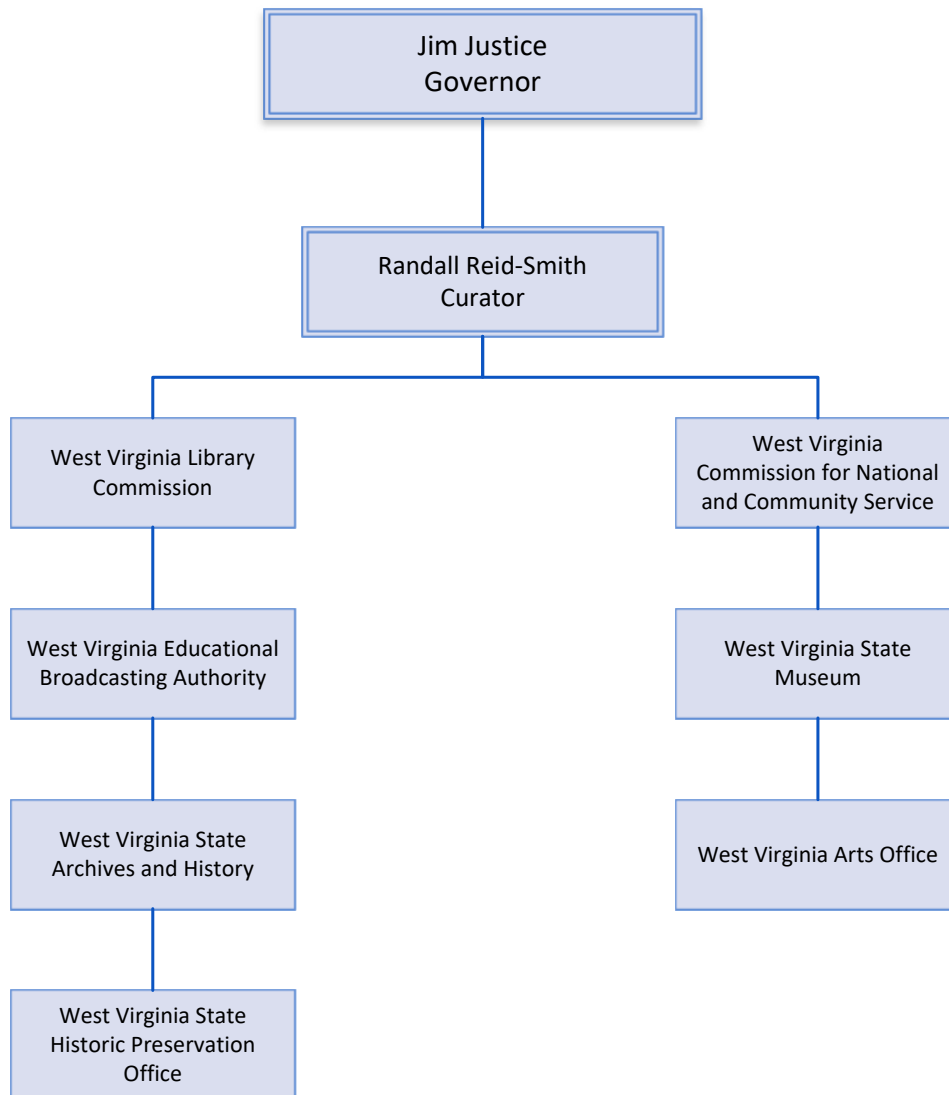 Jim Justice
Governor
Randall Reid-Smith
Curator
West Virginia Library
Commission
West Virginia
Commission for National
and Community Service
West Virginia Educational
Broadcasting Authority
West Virginia State
Museum
West Virginia State
Archives and History
West Virginia Arts Office
West Virginia State
Historic Preservation
Office